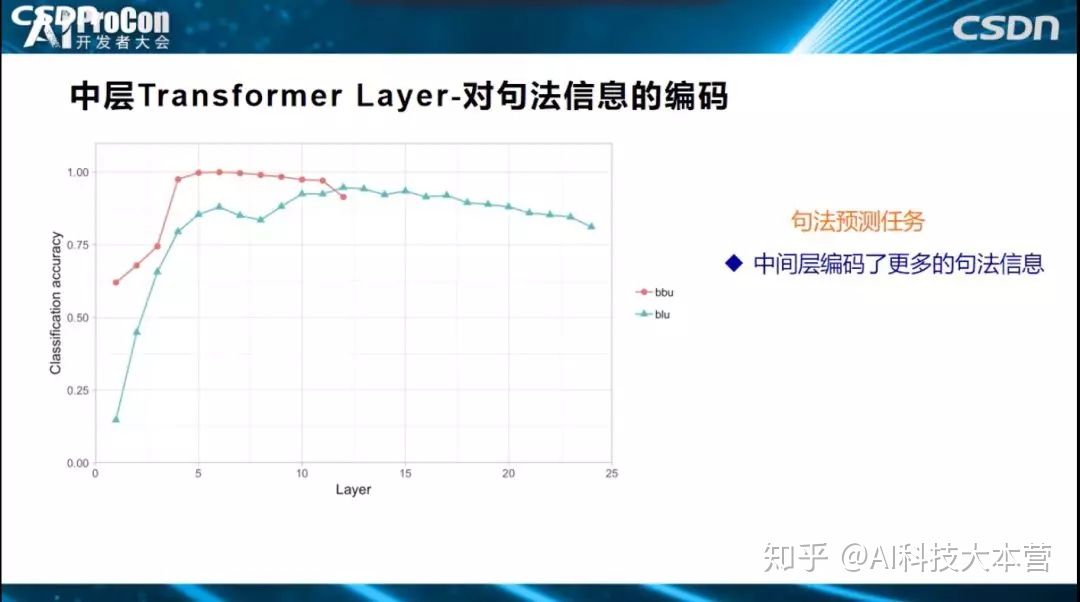 CSDN
AI ProCon
开发者大会
CSDN
中层Transformer Layer-对句法信息的编码
1.00
0.75
0.50
0.25
0.00
Classification accuracy
0 5 10 15 20 25
Layer
bbu
blu
句法预测任务
中间层编码了更多的句法信息
知乎 @AI科技大本营